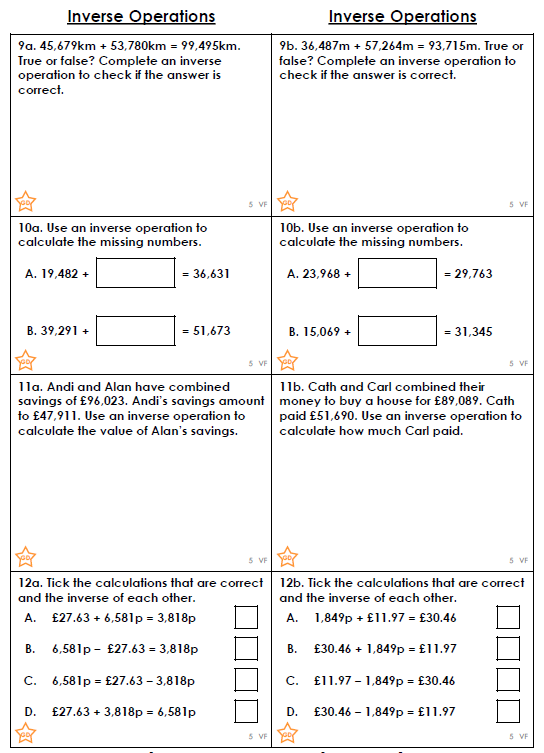 Inverse Operations
Inverse Operations
9a. 45,679km + 53,780km = 99,495km.
True or false? Complete an inverse
operation to check if the answer is
correct.
GD
5 VF
9b. 36,487m + 57,264m = 93,715m. True or
false? Complete an inverse operation to
check if the answer is correct.
GD
5 VF
10a. Use an inverse operation to
calculate the missing numbers.
A. 19,482 + = 36,631
B. 39,291 + = 51,673
GD
5 VF
10b. Use an inverse operation to
calculate the missing numbers.
A. 23,968 + = 29,763
B. 15,069 + = 31,345
GD
5 VF
11a. Andi and Alan have combined
savings of £96,023. Andi's savings amount
to £47,911. Use an inverse operation to
calculate the value of Alan's savings.
GD
5 VF
11b. Cath and Carl combined their
money to buy a house for £89,089. Cath
paid £51,690. Use an inverse operation to
calculate how much Carl paid.
GD
5 VF
12a. Tick the calculations that are correct
and the inverse of each other.
A. £27.63 + 6,581p = 3,818p
B. 6,581p – £27.63 = 3,818p
C. 6,581p = £27.63 – 3,818p
D. £27.63 + 3,818p = 6,581p
GD
5 VF
12b. Tick the calculations that are correct
and the inverse of each other.
A. 1,849p + £11.97 = £30.46
B. £30.46 + 1,849p = £11.97
C. £11.97 – 1,849p = £30.46
D. £30.46 – 1,849p = £11.97
GD
5 VF